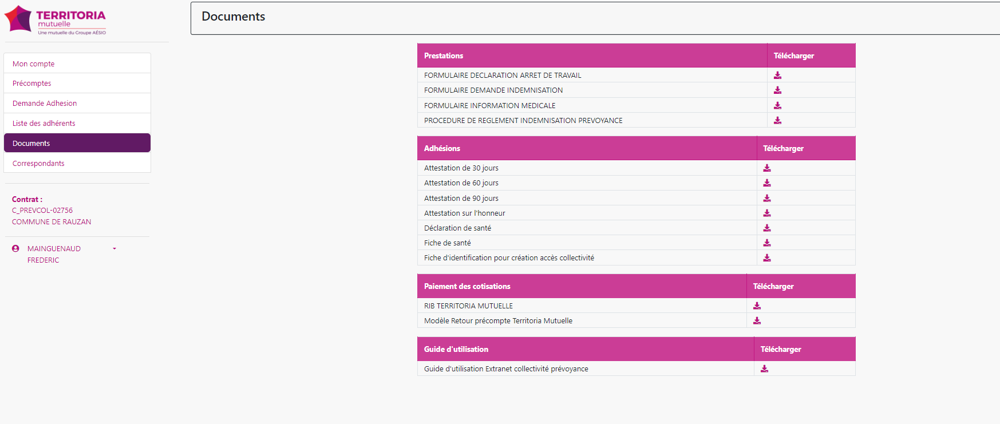 TERRITORIA
mutuelle
Une mutuelle du Groupe AÉSIO
Mon compte
Précomptes
Demande Adhesion
Liste des adhérents
Documents
Correspondants
Contrat :
C_PREVCOL-02756
COMMUNE DE RAUZAN
MAINGUENAUD
FREDERIC
Documents
Prestations Télécharger
FORMULAIRE DECLARATION ARRET DE TRAVAIL
FORMULAIRE DEMANDE INDEMNISATION
FORMULAIRE INFORMATION MEDICALE
PROCEDURE DE REGLEMENT INDEMNISATION PREVOYANCE
Adhésions Télécharger
Attestation de 30 jours
Attestation de 60 jours
Attestation de 90 jours
Attestation sur l'honneur
Déclaration de santé
Fiche de santé
Fiche d'identification pour création accès collectivité
Paiement des cotisations Télécharger
RIB TERRITORIA MUTUELLE
Modèle Retour précompte Territoria Mutuelle
Guide d'utilisation Télécharger
Guide d'utilisation Extranet collectivité prévoyance